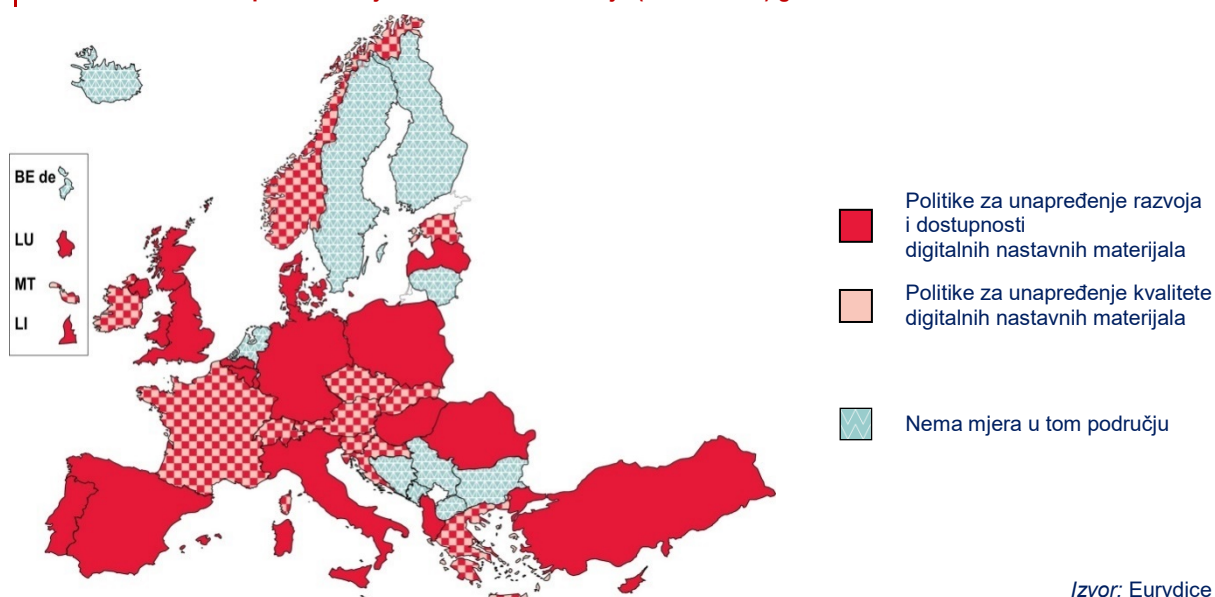 BE de
LU
MT
LI
Politike za unapređenje razvoja
i dostupnosti
digitalnih nastavnih materijala
Politike za unapređenje kvalitete
digitalnih nastavnih materijala
Nema mjera u tom području
Izvor: Eurydice